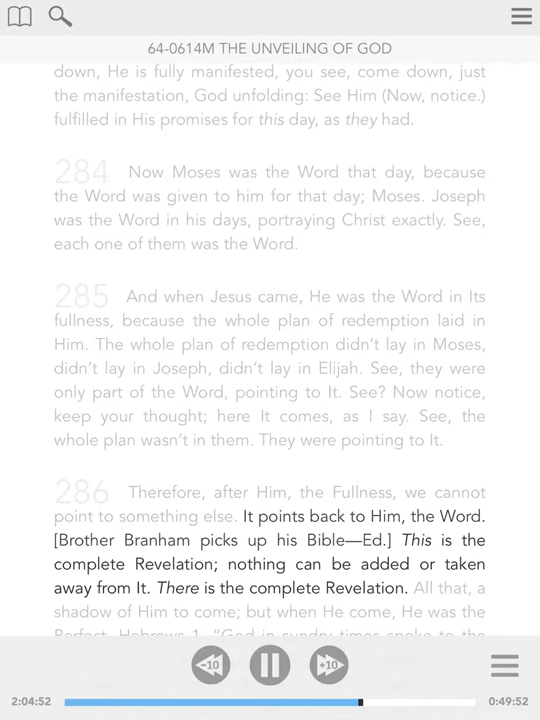 64-0614M THE UNVEILING OF GOD
down, He is fully manifested, you see, come down, just
the manifestation, God unfolding: See Him (Now, notice.)
fulfilled in His promises for this day, as they had.
284 Now Moses was the Word that day, because
the Word was given to him for that day; Moses. Joseph
was the Word in his days, portraying Christ exactly. See,
each one of them was the Word.
285 And when Jesus came, He was the Word in Its
fullness, because the whole plan of redemption laid in
Him. The whole plan of redemption didn't lay in Moses,
didn't lay in Joseph, didn't lay in Elijah. See, they were
only part of the Word, pointing to It. See? Now notice,
keep your thought; here It comes, as I say. See, the
whole plan wasn't in them. They were pointing to It.
286 Therefore, after Him, the Fullness, we cannot
point to something else. It points back to Him, the Word.
[Brother Branham picks up his Bible—Ed.] This is the
complete Revelation; nothing can be added or taken
away from It. There is the complete Revelation. All that, a
shadow of Him to come; but when He come, He was the
Perfect. Hebrews 1, "God in sundry times spoke to the
-10
+10
2:04:52
0:49:52